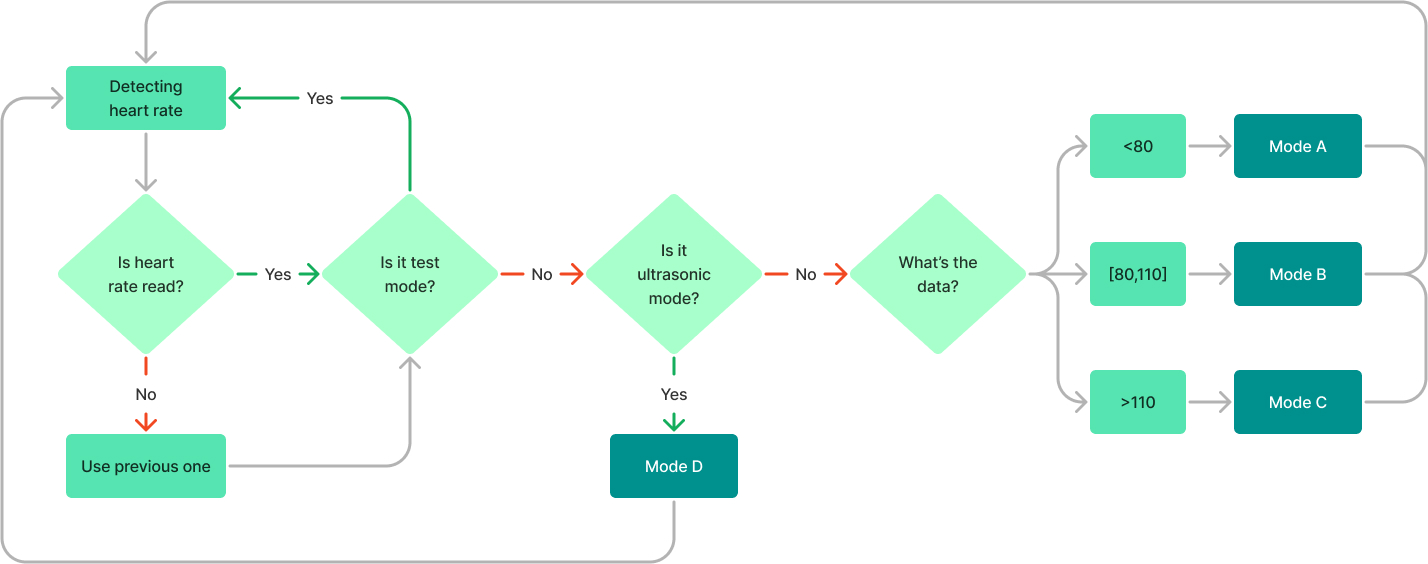 Detecting
heart rate
Yes
Is heart
rate read?
Yes
Is it test
mode?
No
Is it
ultrasonic
mode?
No
What’s the
data?
<80
Mode A
[80,110]
Mode B
>110
Mode C
No
Use previous one
Yes
Mode D